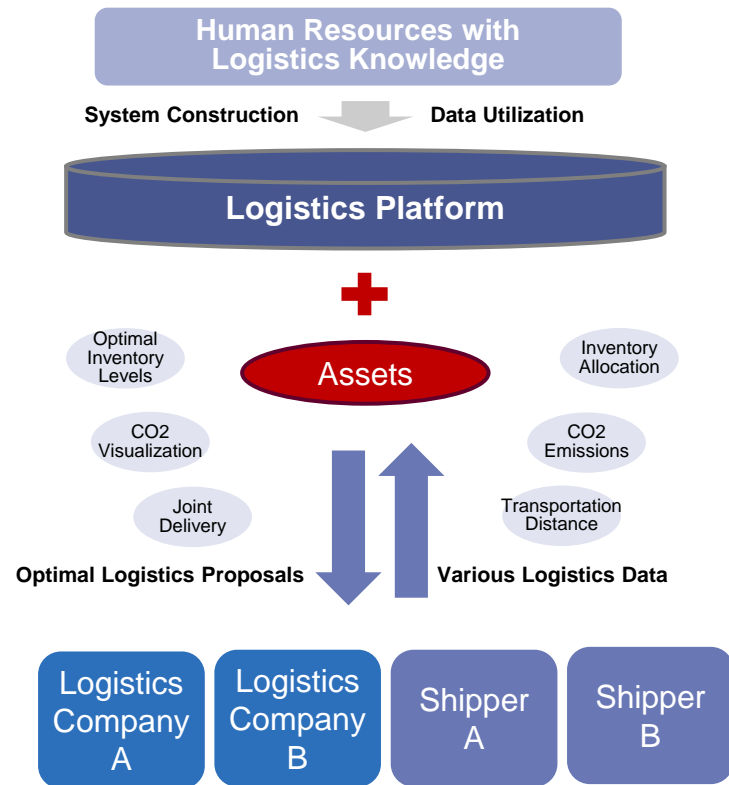 Human Resources with
Logistics Knowledge
System Construction
Data Utilization
Logistics Platform
Optimal
Inventory
Levels
Assets
Inventory
Allocation
CO2
Visualization
CO2
Emissions
Joint
Delivery
Transportation
Distance
Optimal Logistics Proposals
Various Logistics Data
Logistics
Company
A
Logistics
Company
B
Shipper
A
Shipper
B